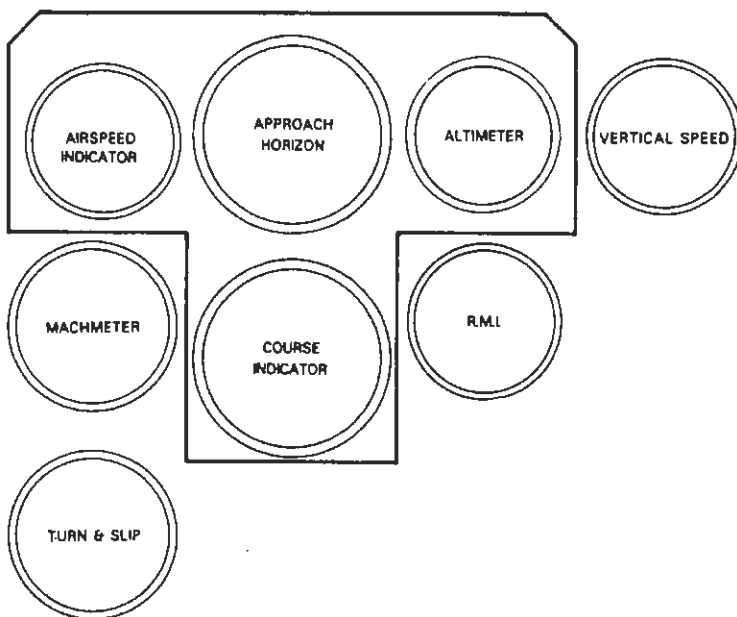 AIRSPEED
INDICATOR
APPROACH
HORIZON
ALTIMETER
VERTICAL SPEED
MACHMETER
COURSE
INDICATOR
R.M.I.
TURN & SLIP